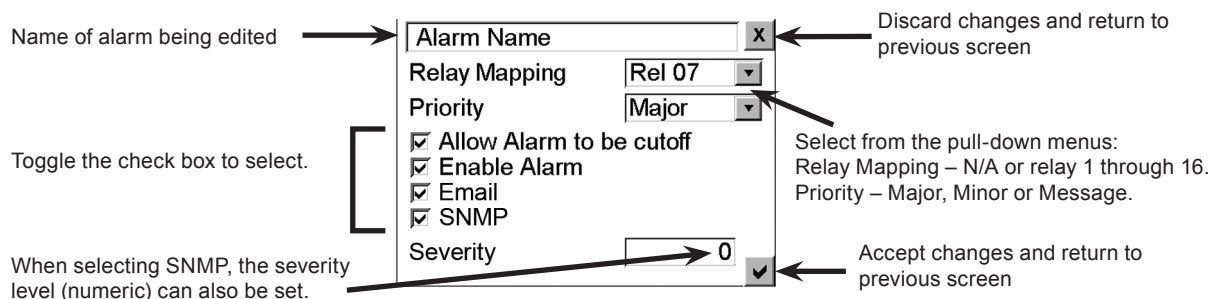 Name of alarm being edited
Alarm Name
X
Discard changes and return to
previous screen
Relay Mapping
Rel 07
Priority
Major
Select from the pull-down menus:
Relay Mapping – N/A or relay 1 through 16.
Priority – Major, Minor or Message.
Toggle the check box to select.
Allow Alarm to be cutoff
Enable Alarm
Email
SNMP
Severity
0
When selecting SNMP, the severity
level (numeric) can also be set.
Accept changes and return to
previous screen